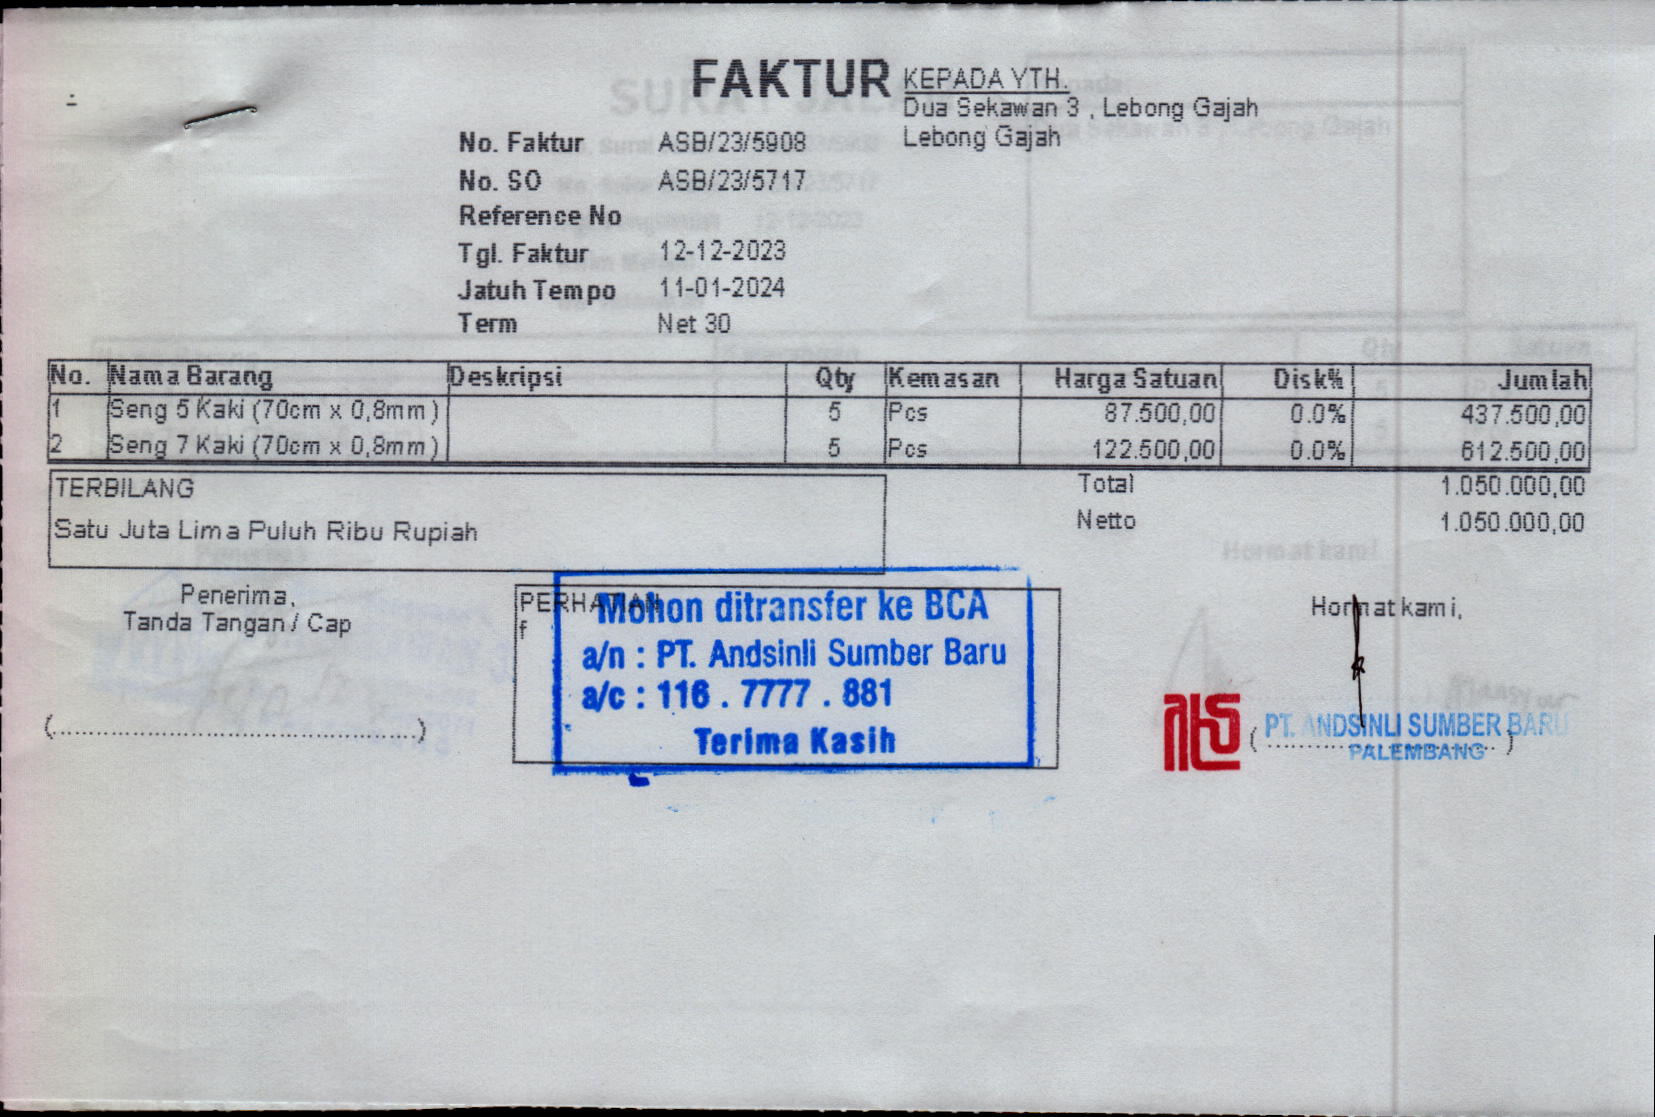 FAKTUR
KEPADA YTH.
Dua Sekawan 3 , Lebong Gajah
Lebong Gajah
No. Faktur ASB/23/5908
No. SO ASB/23/5717
Reference No
Tgl. Faktur 12-12-2023
Jatuh Tempo 11-01-2024
Term Net 30
No. Nama Barang Deskripsi Qty Kemasan Harga Satuan Disk% Jumlah
1 Seng 5 Kaki (70cm x 0,8mm) 5 Pcs 87.500,00 0.0% 437.500,00
2 Seng 7 Kaki (70cm x 0,8mm) 5 Pcs 122.500,00 0.0% 612.500,00
TERBILANG
Satu Juta Lima Puluh Ribu Rupiah
Total 1.050.000,00
Netto 1.050.000,00
Penerima,
Tanda Tangan / Cap
(........................................)
PERHATIAN
f
Mohon ditransfer ke BCA
a/n : PT. Andsinli Sumber Baru
a/c : 116 . 7777 . 881
Terima Kasih
Hormat kami,
PT. ANDSINLI SUMBER BARU
PALEMBANG